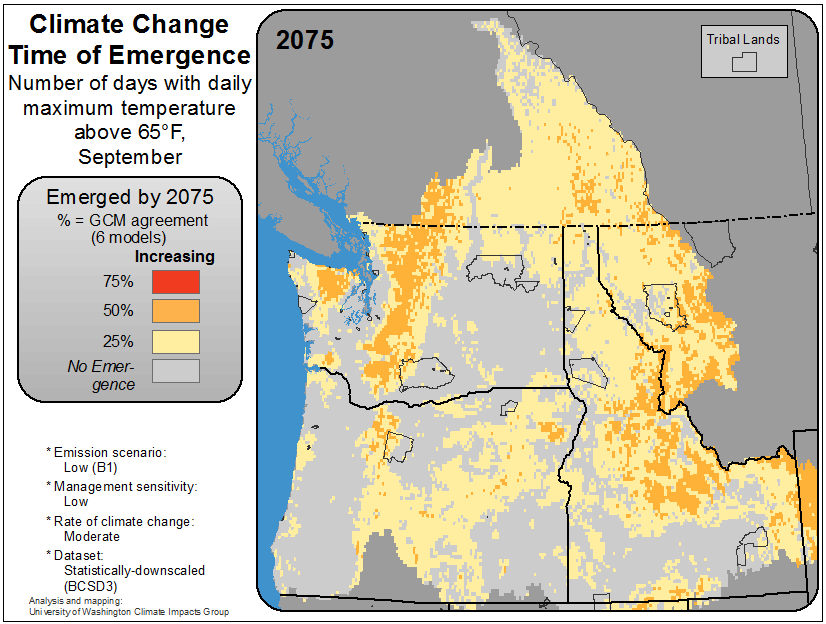 Climate Change
Time of Emergence
Number of days with daily
maximum temperature
above 65°F,
September
Emerged by 2075
% = GCM agreement
(6 models)
Increasing
75%
50%
25%
No Emer-
gence
* Emission scenario:
Low (B1)
* Management sensitivity:
Low
* Rate of climate change:
Moderate
* Dataset:
Statistically-downscaled
(BCSD3)
Analysis and mapping:
University of Washington Climate Impacts Group
2075
Tribal Lands